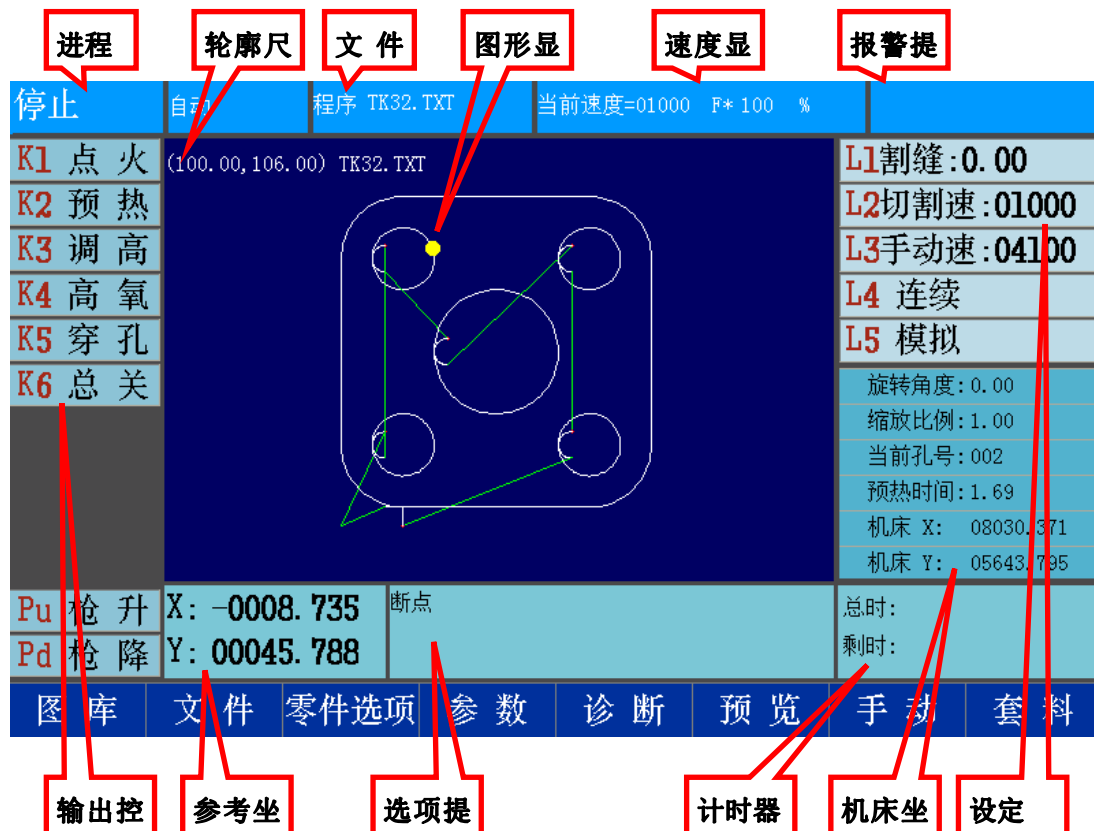 进程
轮廓尺
文 件
图形显
速度显
报警提
停止
自动
程序 TK32.TXT
当前速度=01000 F*100 %
K1 点 火
K2 预 热
K3 调 高
K4 高 氧
K5 穿 孔
K6 总 关
(100.00,106.00) TK32.TXT
L1割缝:0.00
L2切割速:01000
L3手动速:04100
L4 连续
L5 模拟
旋转角度:0.00
缩放比例:1.00
当前孔号:002
预热时间:1.69
机床 X: 08030.371
机床 Y: 05643.795
Pu 枪 升
Pd 枪 降
X: -0008.735
Y: 00045.788
断点
总时:
剩时:
图 库
文 件
零件选项
参 数
诊 断
预 览
手 动
套 料
输出控
参考坐
选项提
计时器
机床坐
设定